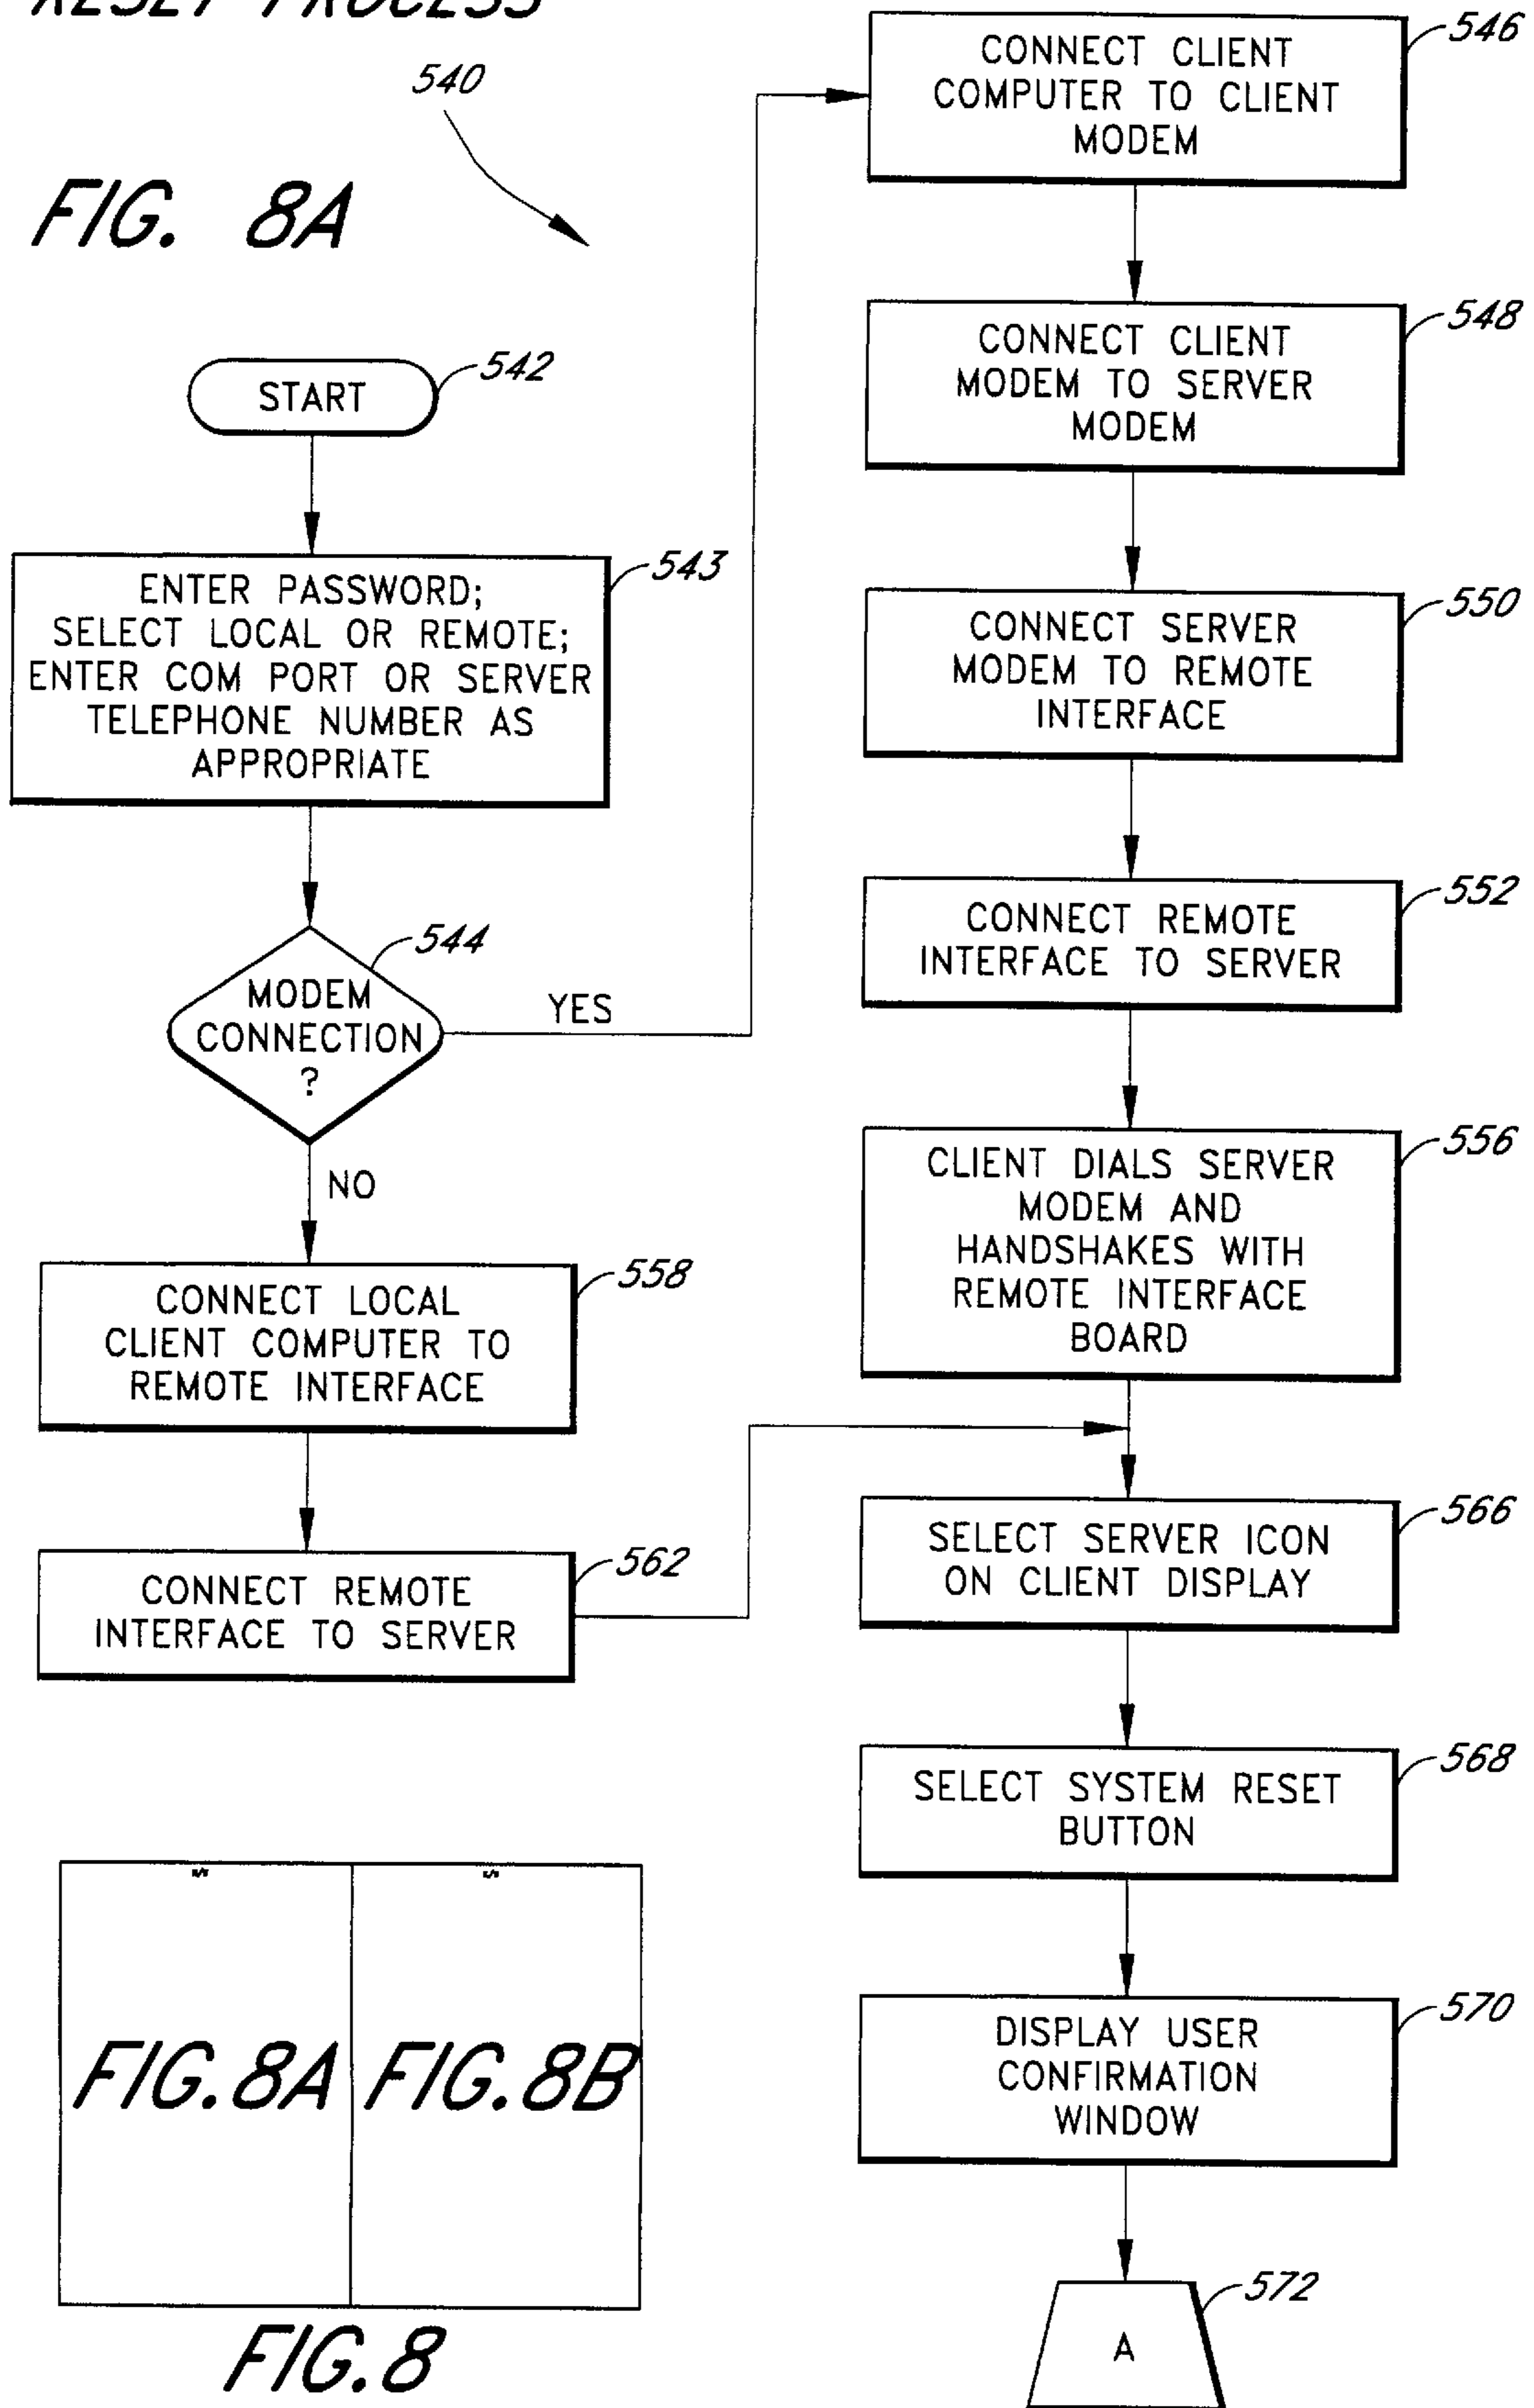 RESET PROCESS
540
FIG. 8A
START
542
ENTER PASSWORD;
SELECT LOCAL OR REMOTE;
ENTER COM PORT OR SERVER
TELEPHONE NUMBER AS
APPROPRIATE
543
MODEM
CONNECTION
?
544
YES
NO
CONNECT LOCAL
CLIENT COMPUTER TO
REMOTE INTERFACE
558
CONNECT REMOTE
INTERFACE TO SERVER
562
CONNECT CLIENT
COMPUTER TO CLIENT
MODEM
546
CONNECT CLIENT
MODEM TO SERVER
MODEM
548
CONNECT SERVER
MODEM TO REMOTE
INTERFACE
550
CONNECT REMOTE
INTERFACE TO SERVER
552
CLIENT DIALS SERVER
MODEM AND
HANDSHAKES WITH
REMOTE INTERFACE
BOARD
556
SELECT SERVER ICON
ON CLIENT DISPLAY
566
SELECT SYSTEM RESET
BUTTON
568
DISPLAY USER
CONFIRMATION
WINDOW
570
A
572
FIG.8A
FIG.8B
FIG.8